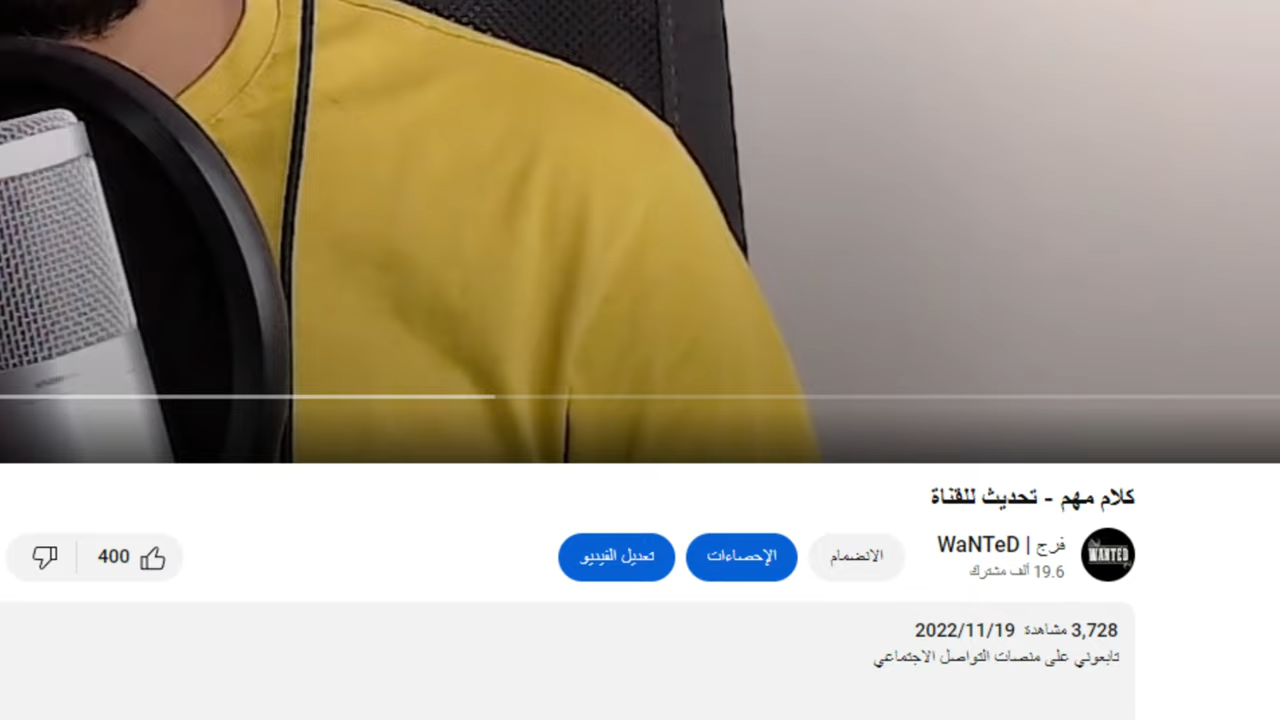 كلام مهم - تحديث للقناة
فرج | WaNTeD
19.6 ألف مشترك
الانضمام
الإحصاءات
تعديل الفيديو
400
WANTED
3,728 مشاهدة 2022/11/19
تابعوني على منصات التواصل الاجتماعي